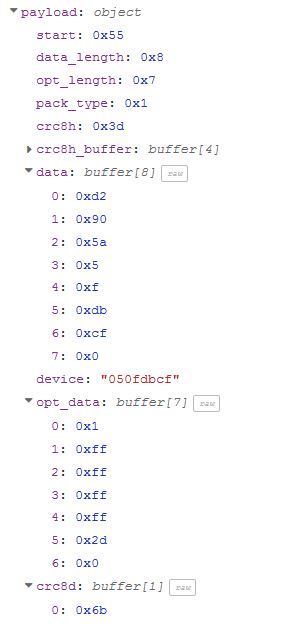 payload: object
start: 0x55
data_length: 0x8
opt_length: 0x7
pack_type: 0x1
crc8h: 0x3d
crc8h_buffer: buffer[4]
data: buffer[8] raw
0: 0xd2
1: 0x90
2: 0x5a
3: 0x5
4: 0xf
5: 0xdb
6: 0xcf
7: 0x0
device: "050fdbcf"
opt_data: buffer[7] raw
0: 0x1
1: 0xff
2: 0xff
3: 0xff
4: 0xff
5: 0x2d
6: 0x0
crc8d: buffer[1] raw
0: 0x6b